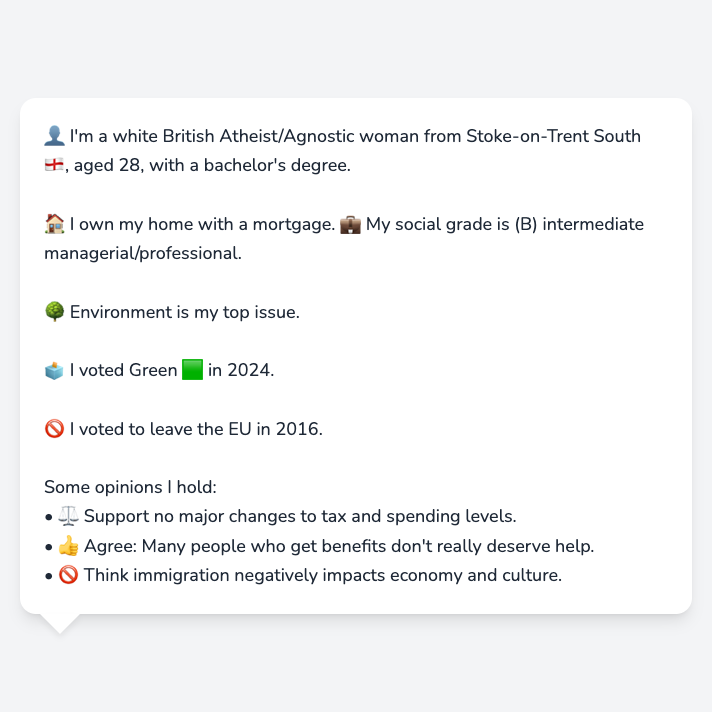 👤 I'm a white British Atheist/Agnostic woman from Stoke-on-Trent South
🏴󠁧󠁢󠁥󠁮󠁧󠁿, aged 28, with a bachelor's degree.
🏠 I own my home with a mortgage. 💼 My social grade is (B) intermediate
managerial/professional.
🌳 Environment is my top issue.
🗳️ I voted Green 🟩 in 2024.
🚫 I voted to leave the EU in 2016.
Some opinions I hold:
• ⚖️ Support no major changes to tax and spending levels.
• 👍 Agree: Many people who get benefits don't really deserve help.
• 🚫 Think immigration negatively impacts economy and culture.